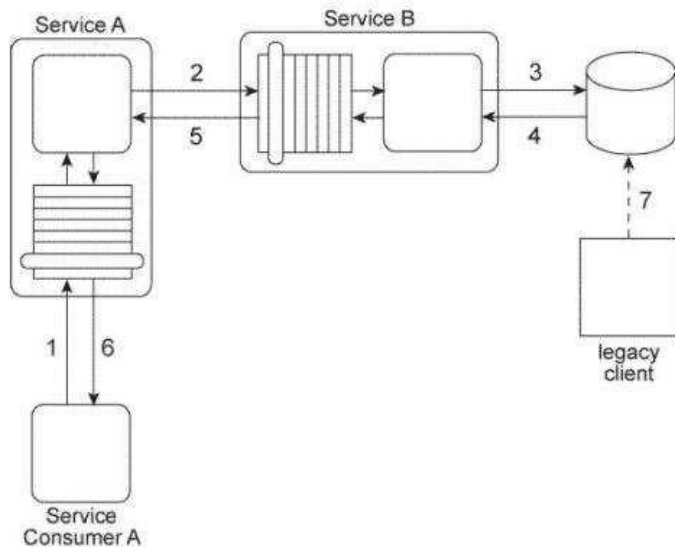 Service A
Service B
2
3
5
4
7
1
6
legacy
client
Service
Consumer A